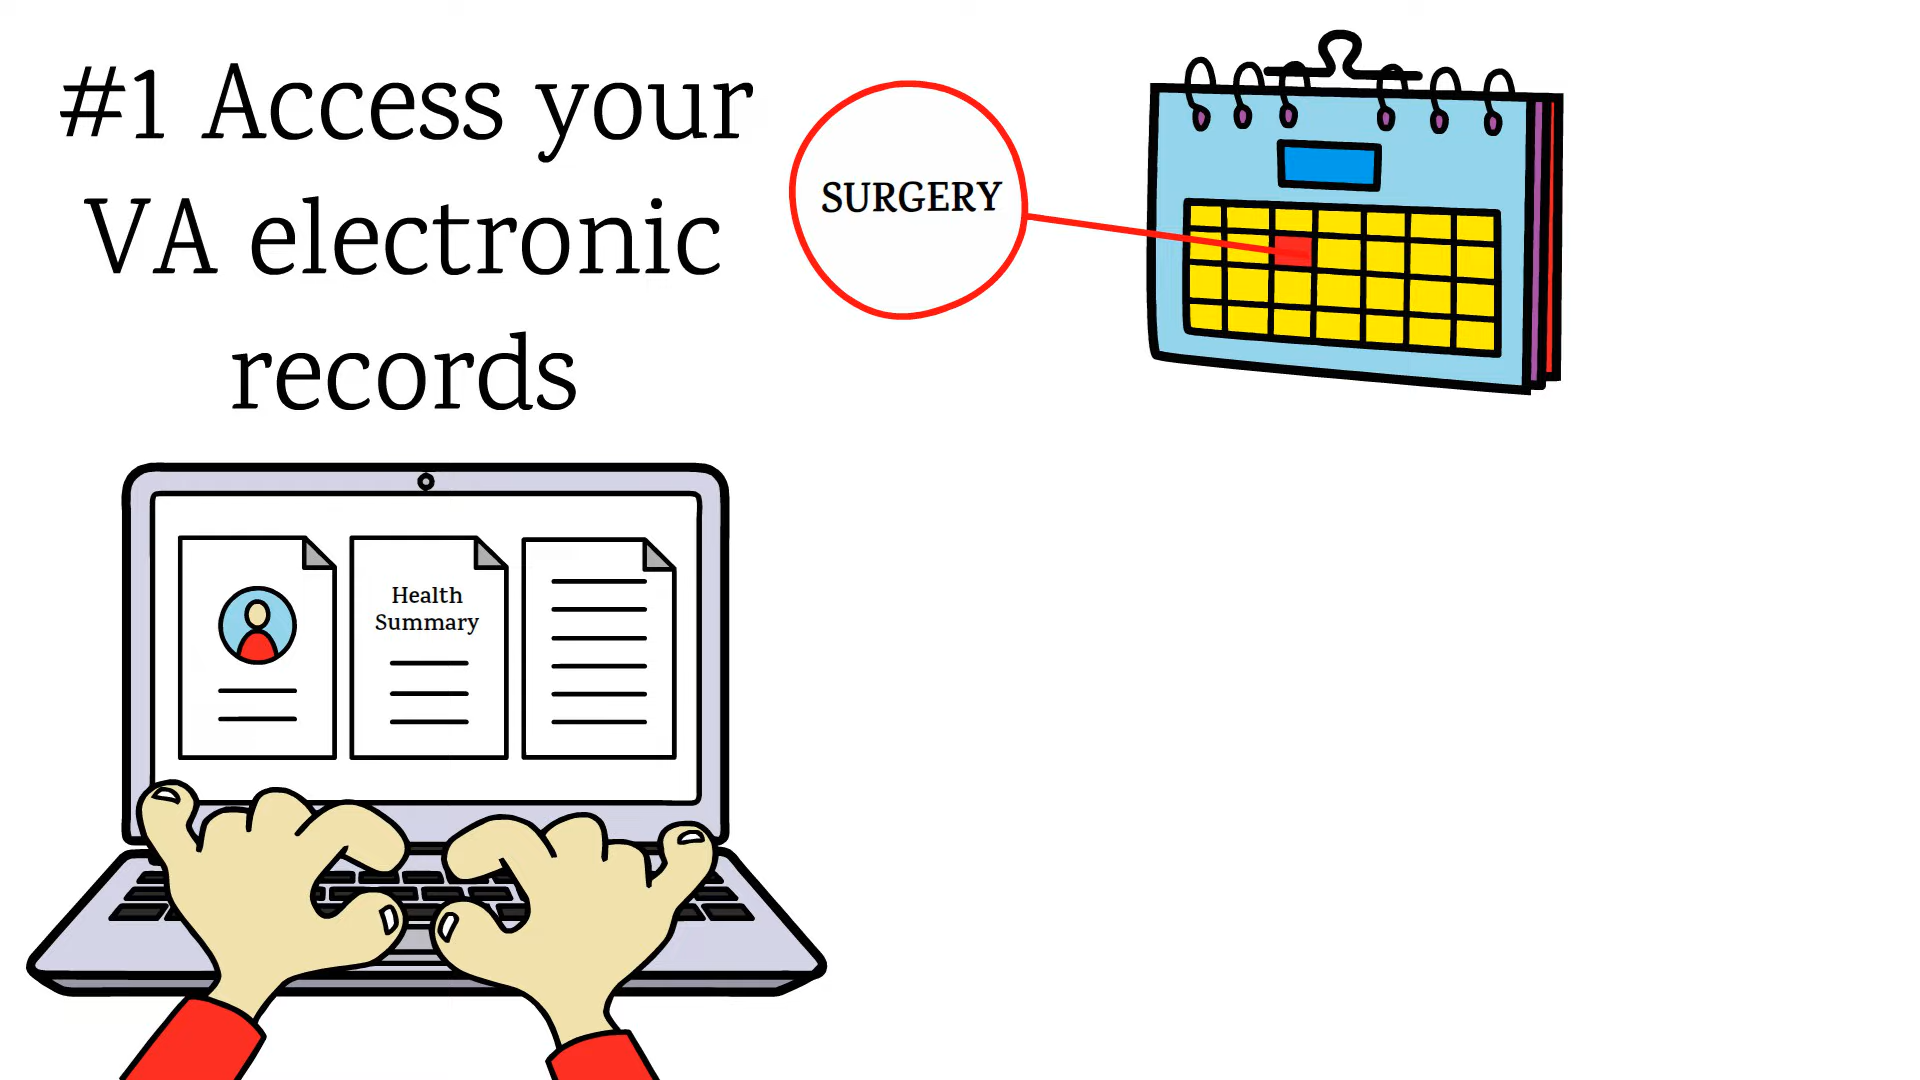 #1 Access your
VA electronic
records
SURGERY
Health
Summary